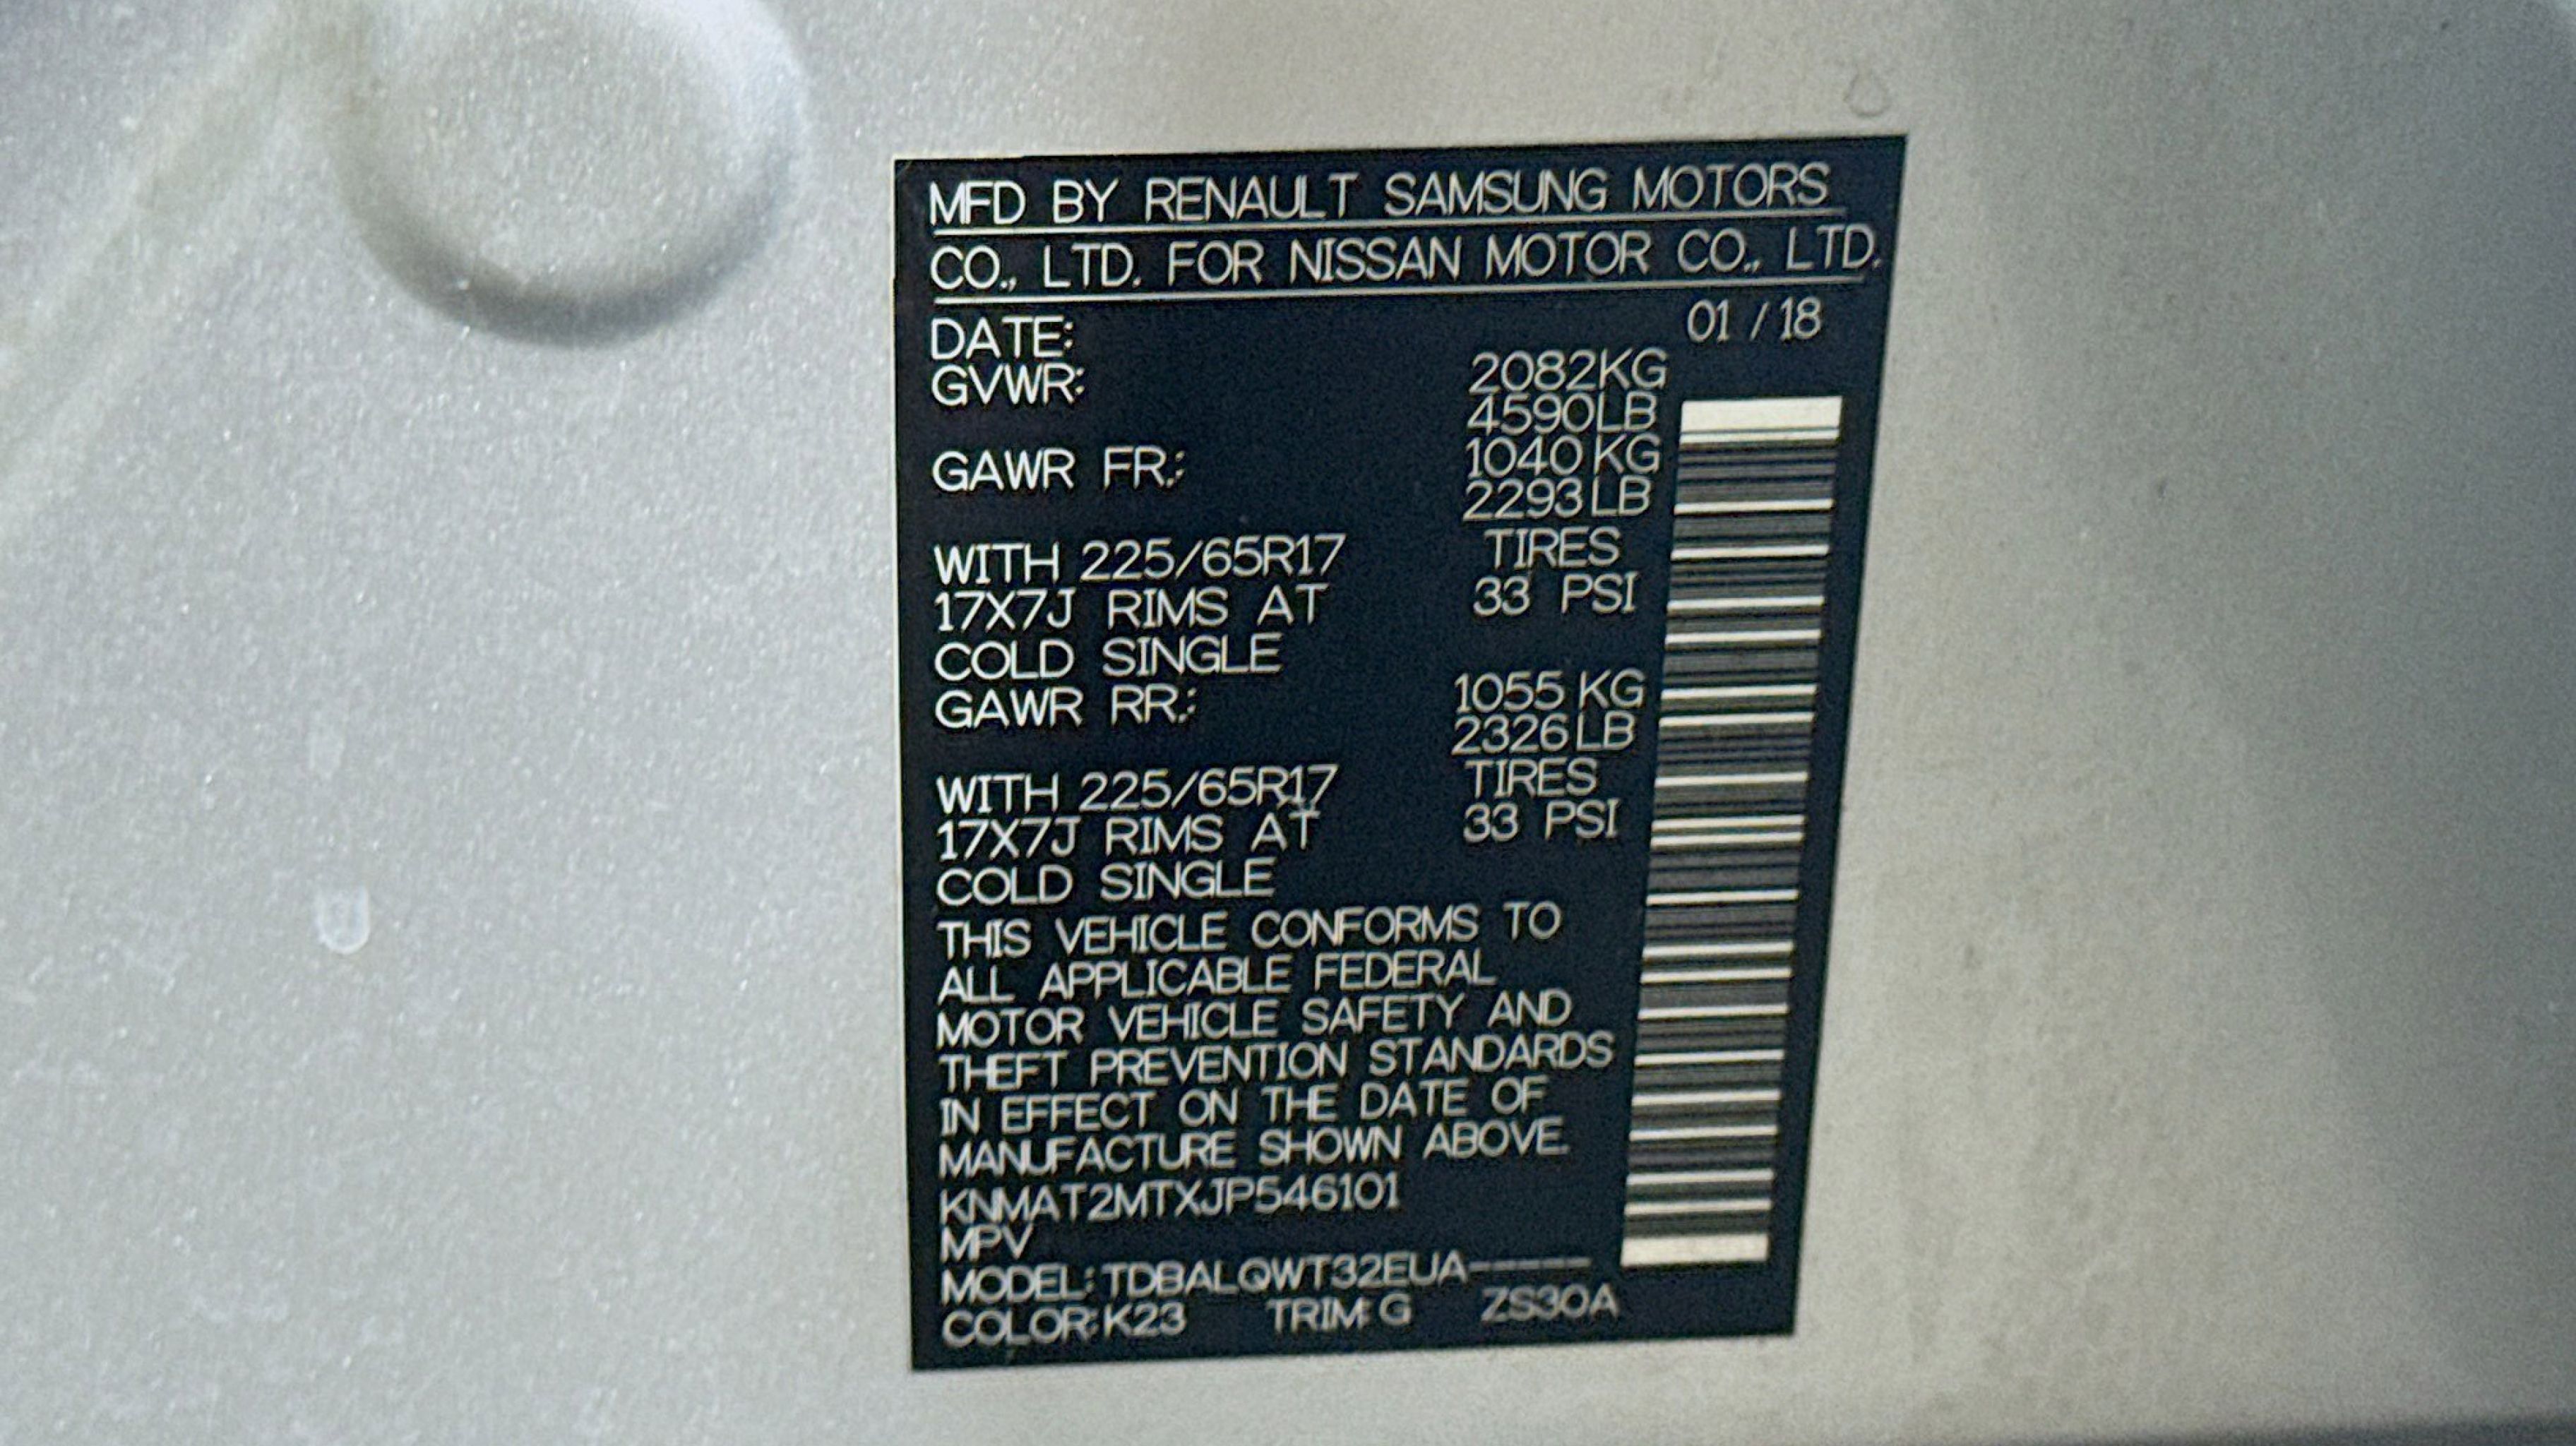 MFD BY RENAULT SAMSUNG MOTORS
CO., LTD. FOR NISSAN MOTOR CO., LTD.
DATE: 01 / 18
GVWR: 2082KG
4590LB
GAWR FR.: 1040 KG
2293 LB
WITH 225/65R17 TIRES
17X7J RIMS AT 33 PSI
COLD SINGLE
GAWR RR.: 1055 KG
2326 LB
WITH 225/65R17 TIRES
17X7J RIMS AT 33 PSI
COLD SINGLE
THIS VEHICLE CONFORMS TO
ALL APPLICABLE FEDERAL
MOTOR VEHICLE SAFETY AND
THEFT PREVENTION STANDARDS
IN EFFECT ON THE DATE OF
MANUFACTURE SHOWN ABOVE.
KNMAT2MTXJP546101
MPV
MODEL: TDBALQWT32EUA-----
COLOR: K23 TRIM: G ZS30A